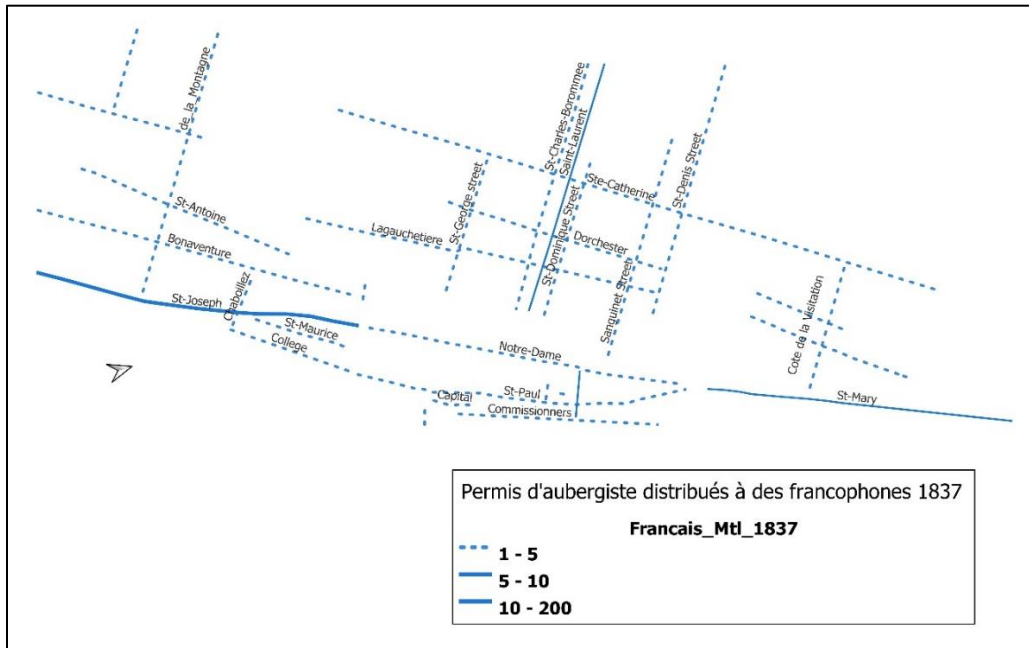 de_la_Montagne
St-Antoine
Bonaventure
St-Joseph
Chaboillez
St-Maurice
College
Lagauchetiere
St-George street
St-Charles-Borommee
Saint-Laurent
St-Dominique Street
Ste-Catherine
Dorchester
St-Denis Street
Sanguinet Street
Cote de la Visitation
Notre-Dame
St-Paul
Capital
Commissionners
St-Mary
Permis d'aubergiste distribués à des francophones 1837
Francais_Mtl_1837
1 - 5
5 - 10
10 - 200